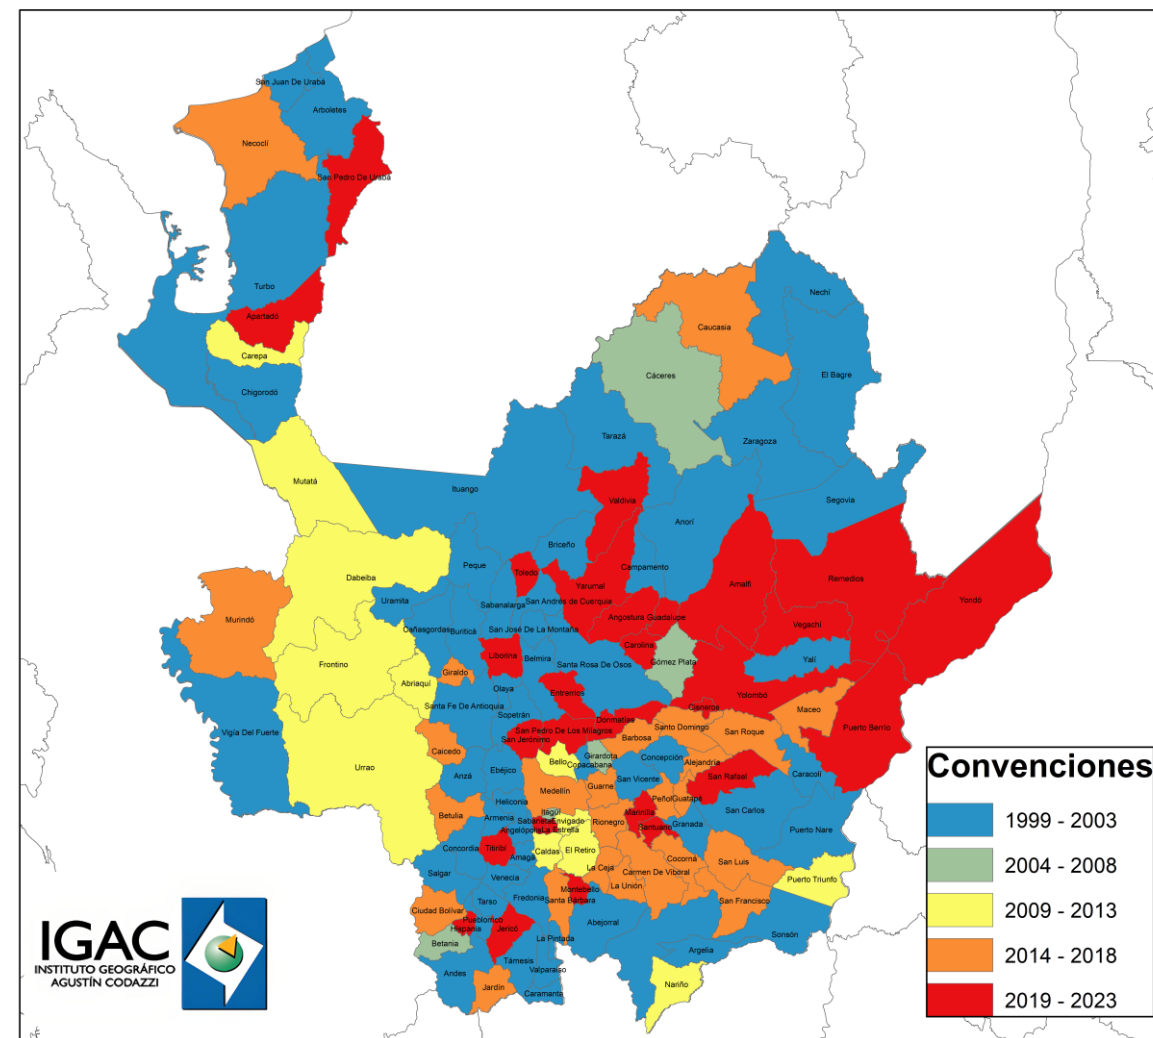 San Juan De Urabá
Arboletes
Necoclí
San Pedro De Urabá
Turbo
Apartadó
Carepa
Chigorodó
Mutatá
Nechí
Caucasia
El Bagre
Cáceres
Tarazá
Zaragoza
Ituango
Valdivia
Segovia
Anorí
Briceño
Peque
Campamento
Toledo
Dabeiba
Yarumal
Amalfi
Remedios
Yondó
Uramita
Sabanalarga
San Andrés de Cuerquia
Murindó
Angostura
Guadalupe
Vegachí
Cañasgordas
Buriticá
San José De La Montaña
Carolina
Liborina
Belmira
Santa Rosa De Osos
Gómez Plata
Yalí
Frontino
Giraldo
Abriaquí
Olaya
Entrerrios
Yolombó
Santa Fe De Antioquia
Sopetrán
Cisneros
Maceo
Donmatías
Santo Domingo
Puerto Berrío
San Pedro De Los Milagros
San Roque
Vigía Del Fuerte
San Jerónimo
Barbosa
Caicedo
Girardota
Concepción
Bello
Copacabana
Alejandría
Urrao
Anzá
Ebéjico
San Vicente
San Rafael
Caracolí
Medellín
Guarne
Heliconia
Peñol
Guatapé
Betulia
Armenia
Itagüí
Marinilla
San Carlos
Sabaneta
Envigado
Rionegro
Granada
Puerto Nare
Angelópolis
La Estrella
Santuario
Concordia
Titiribí
Amagá
Caldas
El Retiro
Cocorná
San Luis
Salgar
La Ceja
Carmen De Viboral
Venecia
Puerto Triunfo
La Unión
Montebello
Tarso
Fredonia
Santa Bárbara
San Francisco
Ciudad Bolívar
Pueblorrico
Abejorral
Hispania
Jericó
Sonsón
Betania
La Pintada
Argelia
Támesis
Andes
Valparaíso
Jardín
Caramanta
Nariño
IGAC
INSTITUTO GEOGRÁFICO
AGUSTÍN CODAZZI
Convenciones
1999 - 2003
2004 - 2008
2009 - 2013
2014 - 2018
2019 - 2023